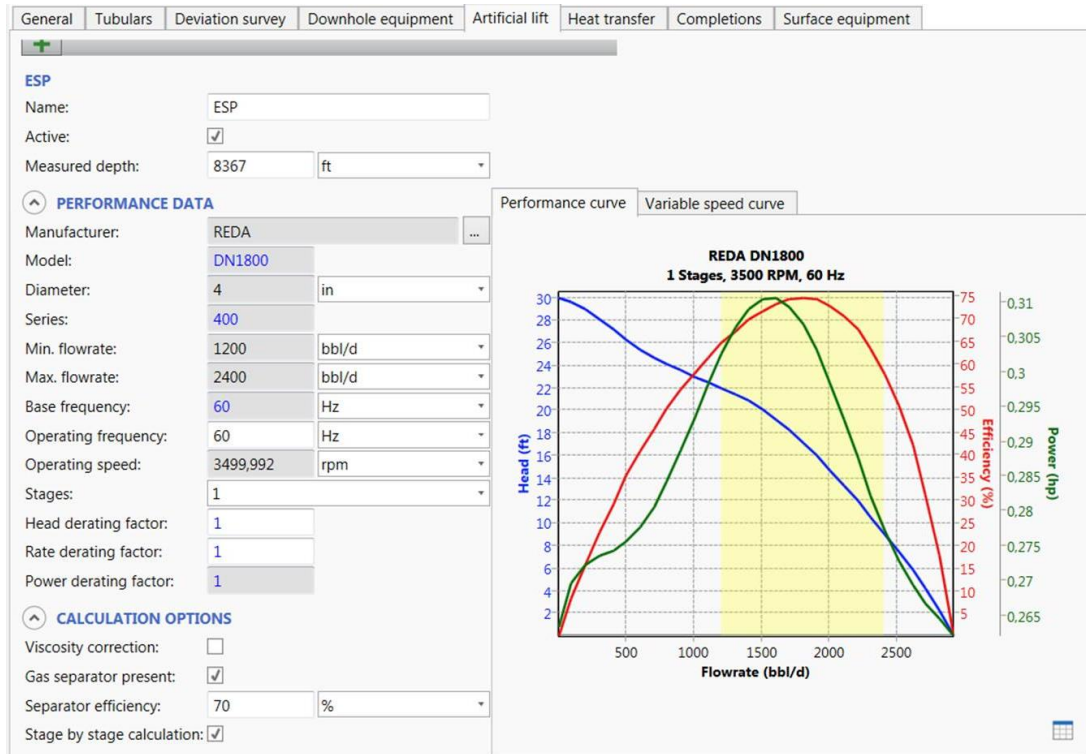 General Tubulars Deviation survey Downhole equipment Artificial lift Heat transfer Completions Surface equipment
ESP
Name: ESP
Active:
Measured depth: 8367 ft
PERFORMANCE DATA
Manufacturer: REDA ...
Model: DN1800
Diameter: 4 in
Series: 400
Min. flowrate: 1200 bbl/d
Max. flowrate: 2400 bbl/d
Base frequency: 60 Hz
Operating frequency: 60 Hz
Operating speed: 3499,992 rpm
Stages: 1
Head derating factor: 1
Rate derating factor: 1
Power derating factor: 1
CALCULATION OPTIONS
Viscosity correction:
Gas separator present:
Separator efficiency: 70 %
Stage by stage calculation:
Performance curve Variable speed curve
REDA DN1800
1 Stages, 3500 RPM, 60 Hz
Head (ft)
30
28
26
24
22
20
18
16
14
12
10
8
6
4
2
500 1000 1500 2000 2500
Flowrate (bbl/d)
75
70
65
60
55
50
45
40
35
30
25
20
15
10
5
Efficiency (%)
0,31
0,305
0,3
0,295
0,29
0,285
0,28
0,275
0,27
0,265
Power (hp)